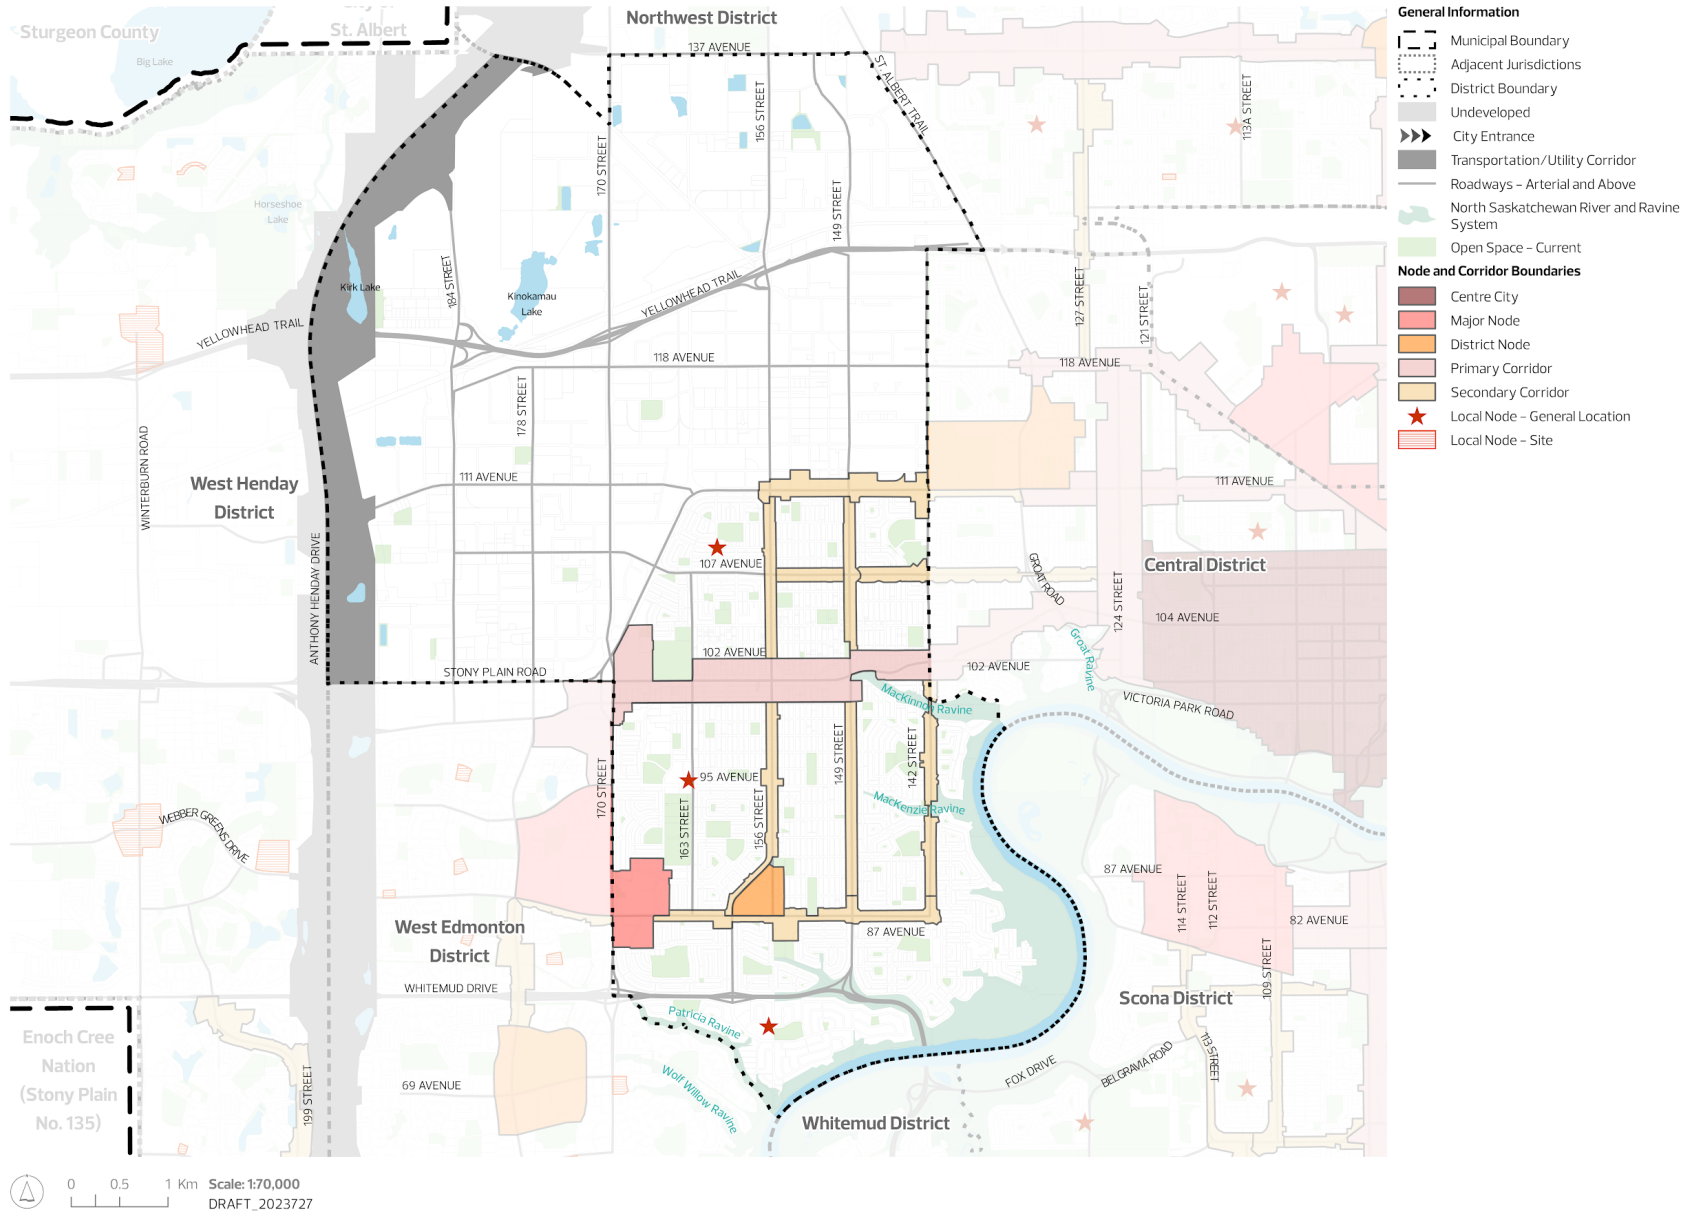 Sturgeon County
Big Lake
St. Albert
Northwest District
137 AVENUE
ST. ALBERT TRAIL
156 STREET
170 STREET
149 STREET
113A STREET
Horseshoe
Lake
184 STREET
Kirk Lake
Kinokamau
Lake
YELLOWHEAD TRAIL
YELLOWHEAD TRAIL
127 STREET
121 STREET
118 AVENUE
118 AVENUE
178 STREET
WINTERBURN ROAD
West Henday
District
111 AVENUE
111 AVENUE
ANTHONY HENDAY DRIVE
107 AVENUE
GROAT ROAD
Central District
124 STREET
104 AVENUE
Groat Ravine
STONY PLAIN ROAD
102 AVENUE
102 AVENUE
MacKinnon Ravine
VICTORIA PARK ROAD
170 STREET
95 AVENUE
163 STREET
156 STREET
149 STREET
142 STREET
MacKenzie Ravine
WEBBER GREENS DRIVE
87 AVENUE
114 STREET
112 STREET
82 AVENUE
109 STREET
West Edmonton
District
87 AVENUE
WHITEMUD DRIVE
Scona District
Patricia Ravine
Wolf Willow Ravine
Enoch Cree
Nation
(Stony Plain
No. 135)
199 STREET
69 AVENUE
FOX DRIVE
BELGRAVIA ROAD
113 STREET
Whitemud District
0 0.5 1 Km
Scale: 1:70,000
DRAFT_2023727
General Information
Municipal Boundary
Adjacent Jurisdictions
District Boundary
Undeveloped
City Entrance
Transportation/Utility Corridor
Roadways - Arterial and Above
North Saskatchewan River and Ravine
System
Open Space - Current
Node and Corridor Boundaries
Centre City
Major Node
District Node
Primary Corridor
Secondary Corridor
Local Node - General Location
Local Node - Site